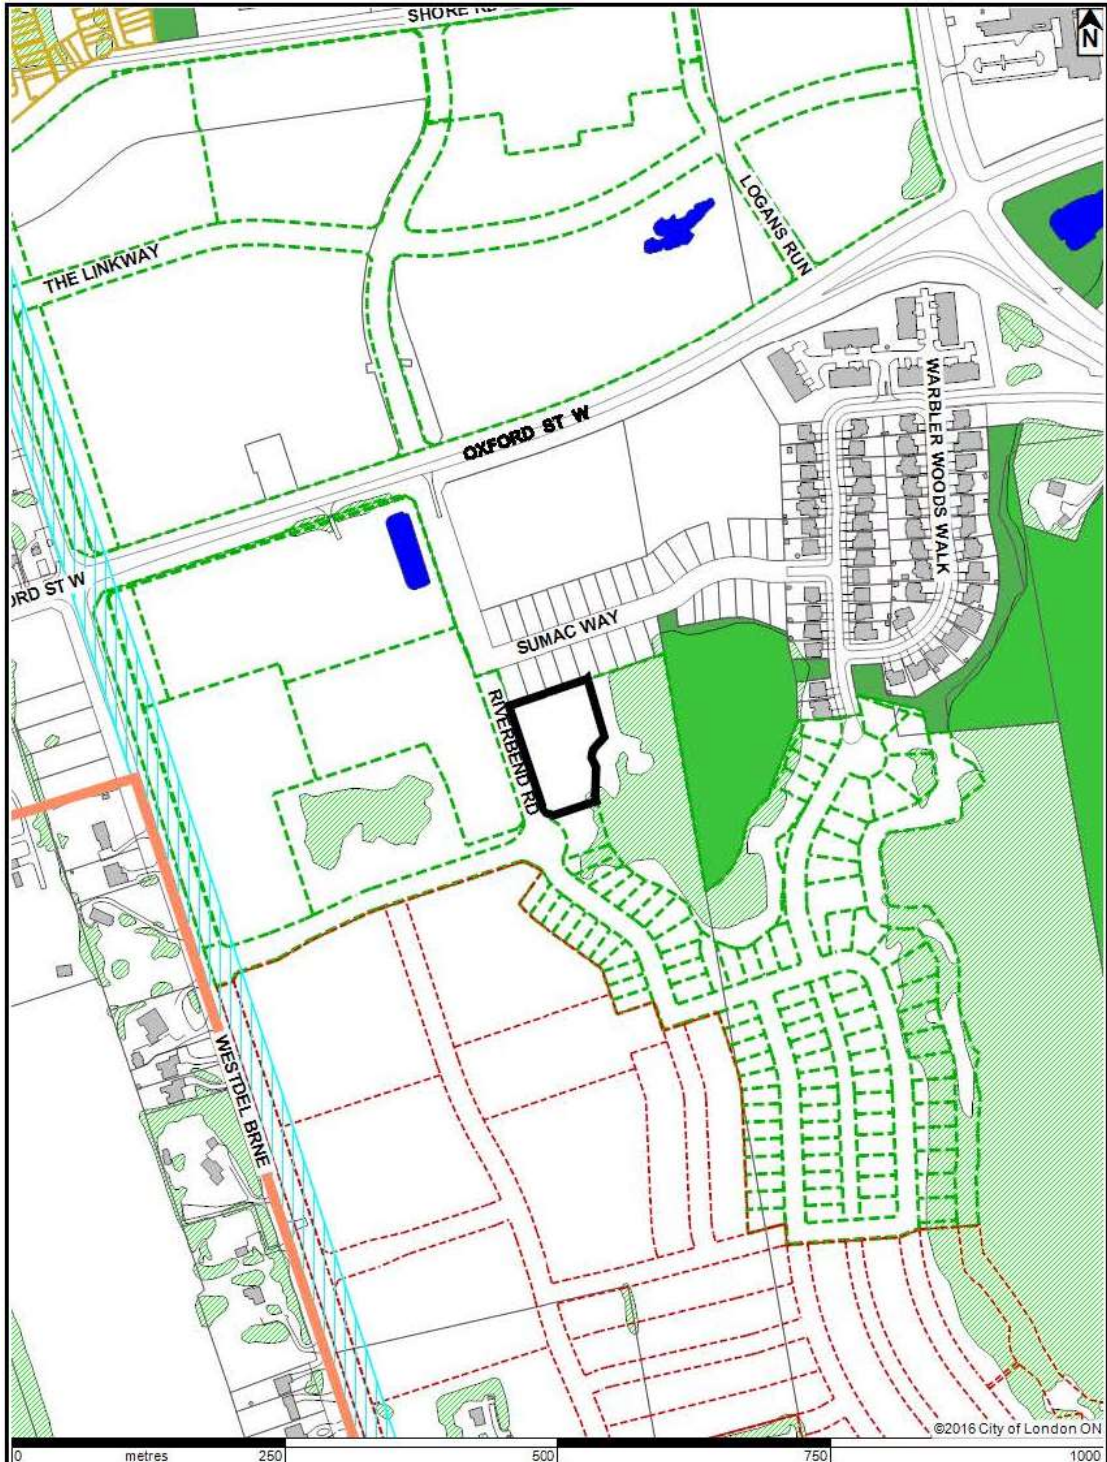 SHORE RD
N
LOGANS RUN
THE LINKWAY
WARBLER WOODS WALK
OXFORD ST W
ORD ST W
SUMAC WAY
RIVERBEND RD
WESTDEL BRNE
©2016 City of London ON
0 metres 250 500 750 1000